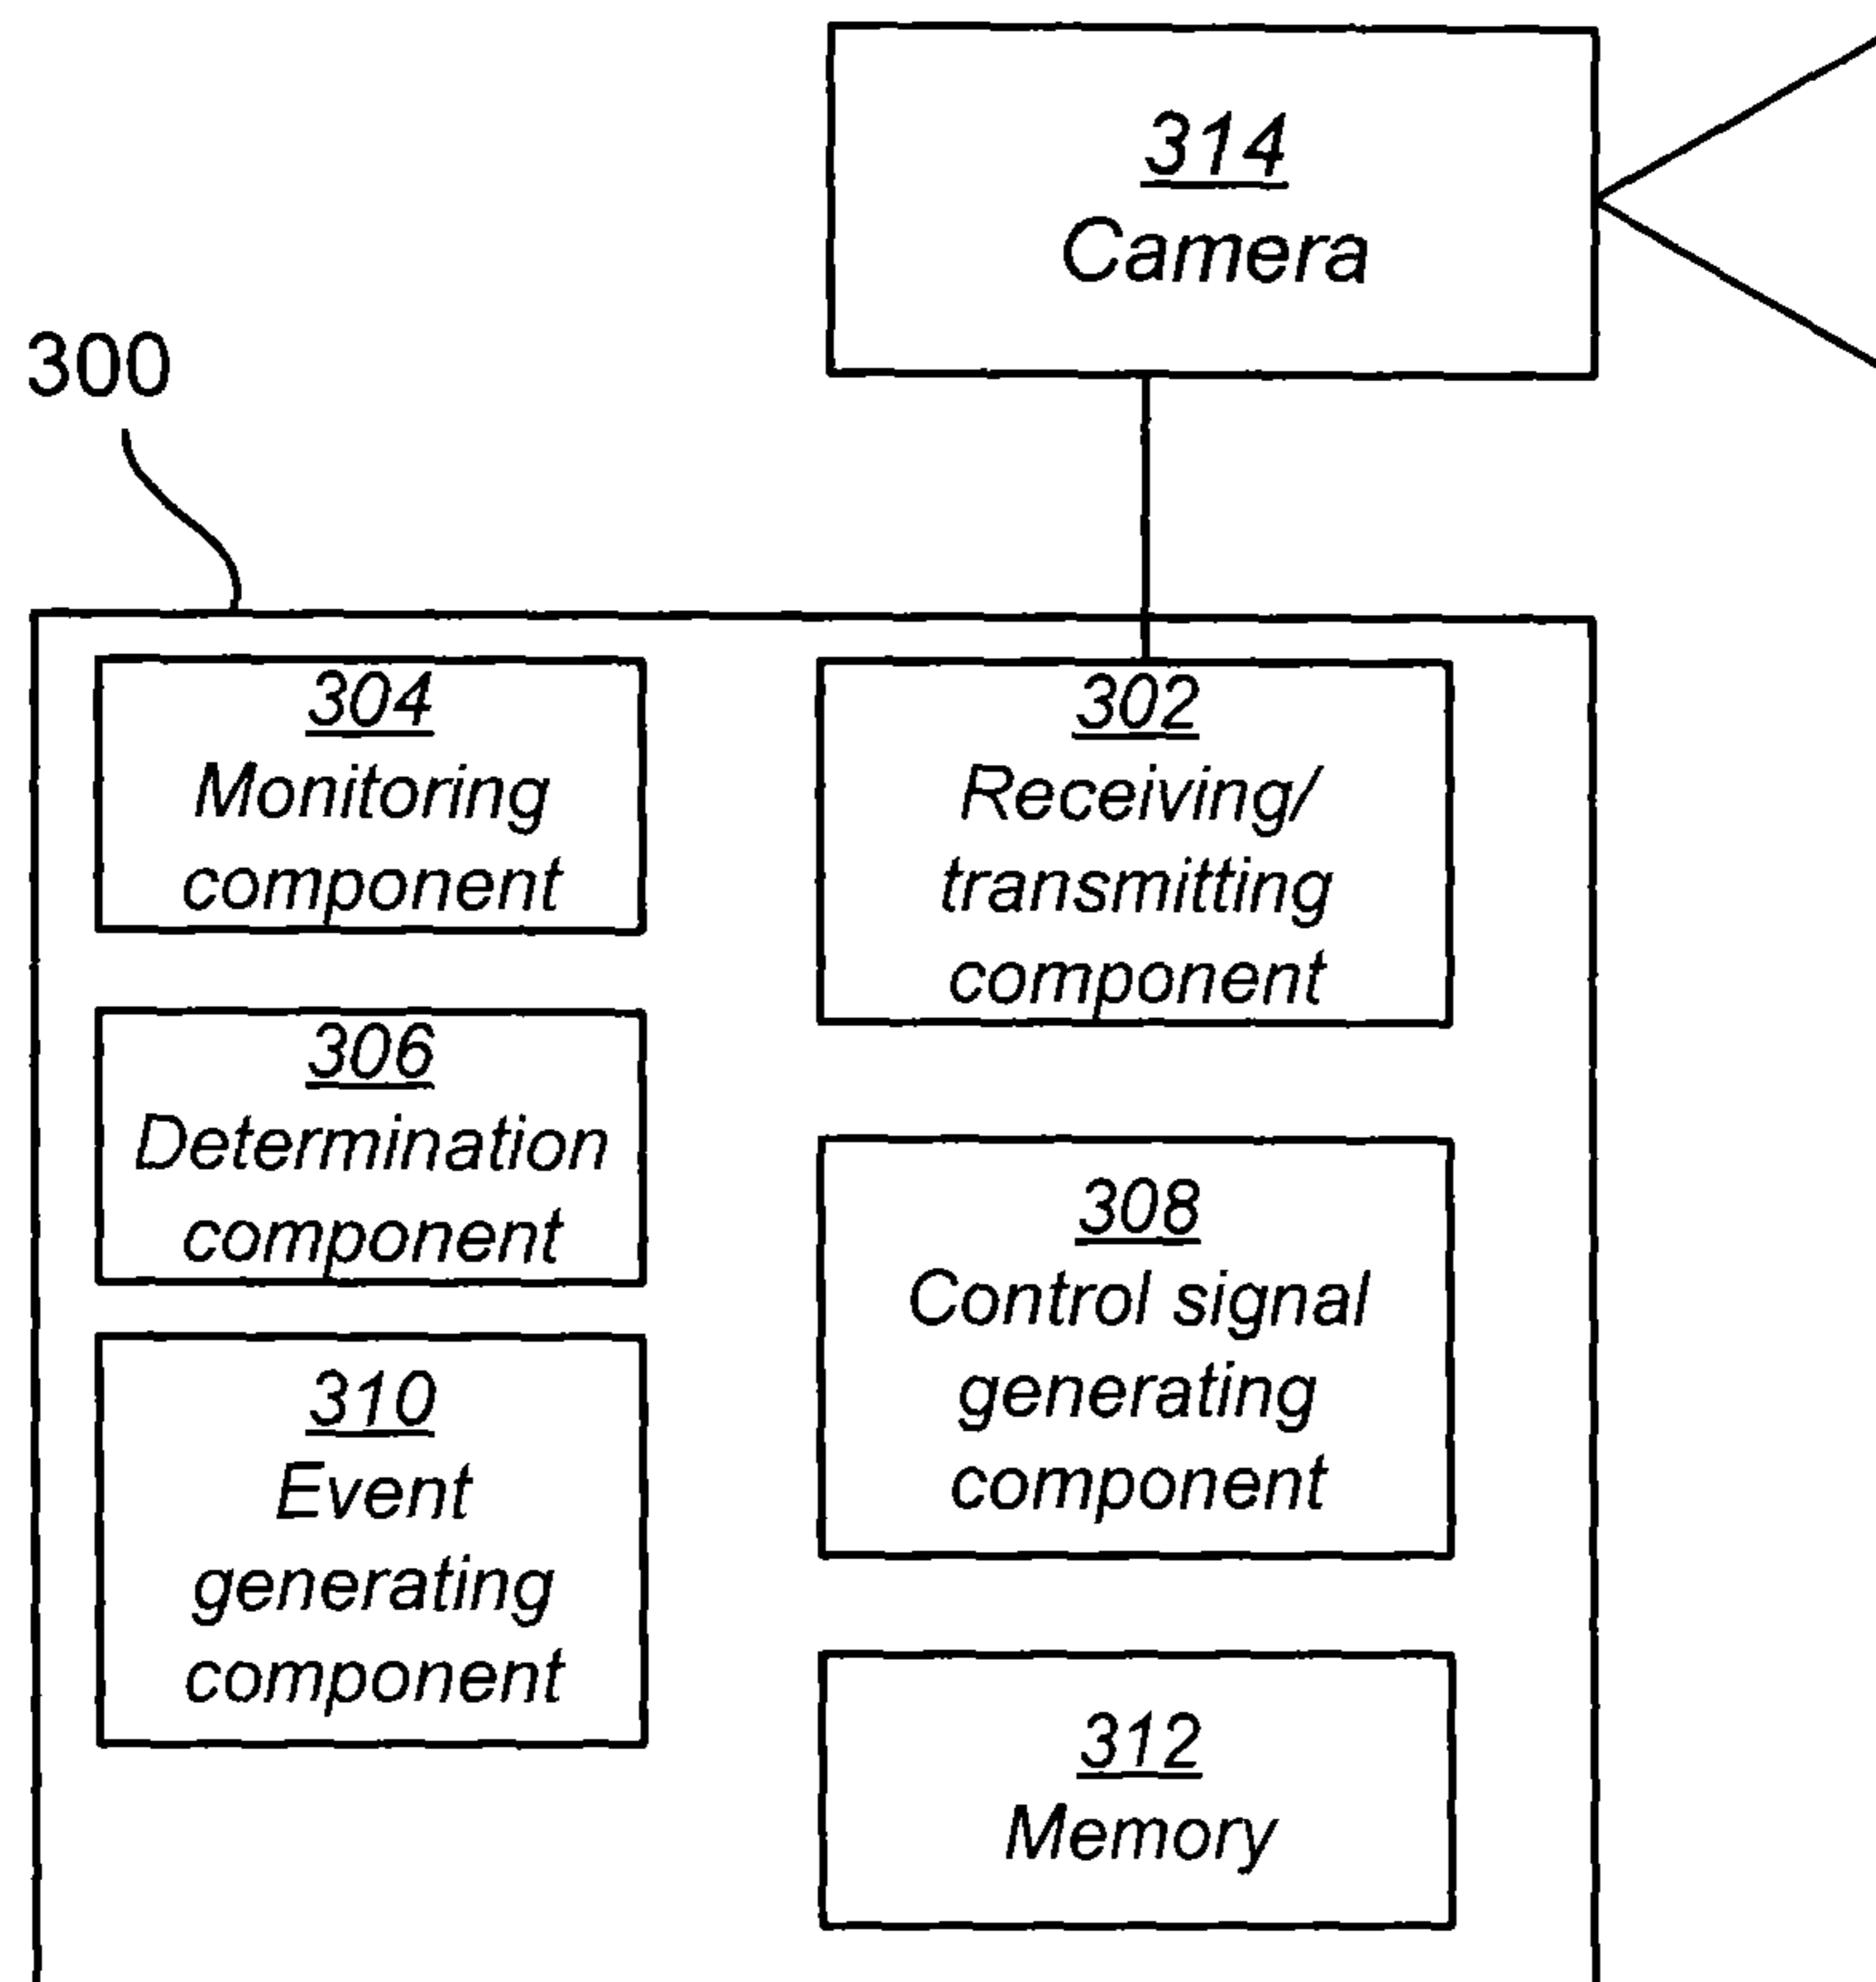 314
Camera
300
304
Monitoring
component
302
Receiving/
transmitting
component
306
Determination
component
308
Control signal
generating
component
310
Event
generating
component
312
Memory